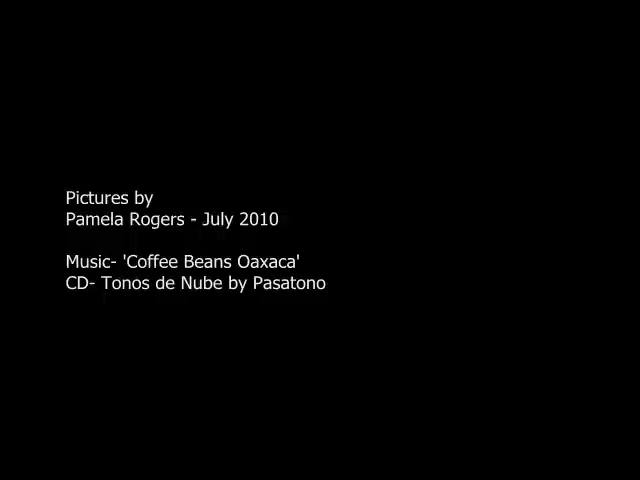 Pictures by
Pamela Rogers - July 2010
Music- 'Coffee Beans Oaxaca'
CD- Tonos de Nube by Pasatono